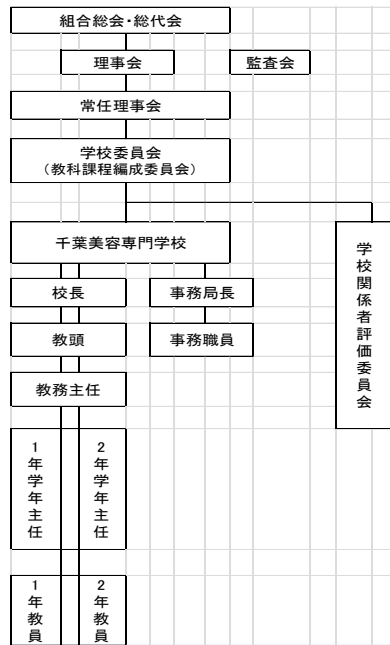 組合総会・総代会
理事会
監査会
常任理事会
学校委員会
（教科課程編成委員会）
千葉美容専門学校
学校関係者評価委員会
校長
事務局長
教頭
事務職員
教務主任
1年学年主任
2年学年主任
1年教員
2年教員